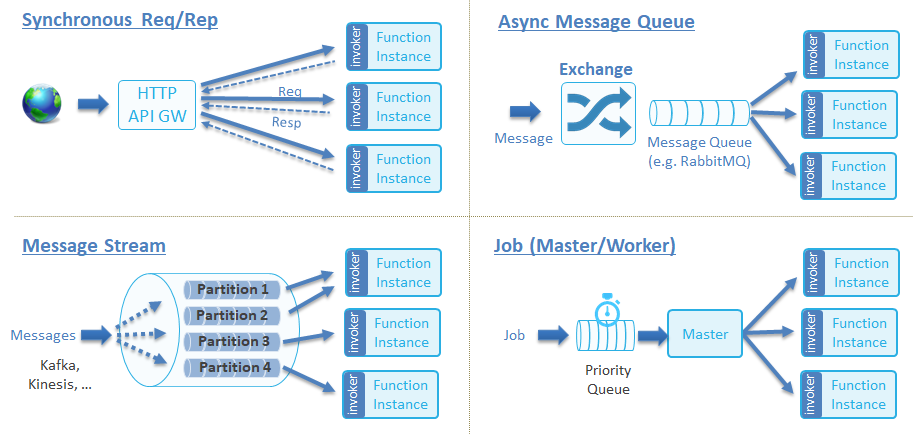 Synchronous Req/Rep
HTTP
API GW
Req
Resp
invoker
Function
Instance
invoker
Function
Instance
invoker
Function
Instance
Async Message Queue
Exchange
Message
Message Queue
(e.g. RabbitMQ)
invoker
Function
Instance
invoker
Function
Instance
invoker
Function
Instance
Message Stream
Messages
Kafka,
Kinesis, ...
Partition 1
Partition 2
Partition 3
Partition 4
invoker
Function
Instance
invoker
Function
Instance
invoker
Function
Instance
Job (Master/Worker)
Job
Priority
Queue
Master
invoker
Function
Instance
invoker
Function
Instance
invoker
Function
Instance